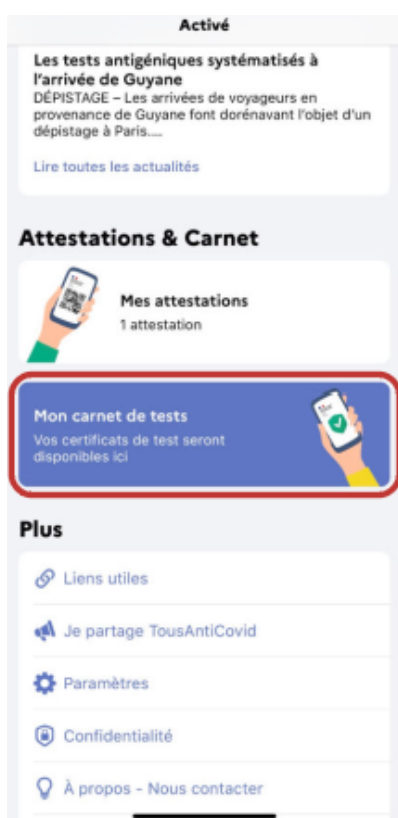 Activé
Les tests antigéniques systématisés à
l'arrivée de Guyane
DÉPISTAGE – Les arrivées de voyageurs en
provenance de Guyane font dorénavant l'objet d'un
dépistage à Paris....
Lire toutes les actualités
Attestations & Carnet
Mes attestations
1 attestation
Mon carnet de tests
Vos certificats de test seront
disponibles ici
Plus
Liens utiles
Je partage TousAntiCovid
Paramètres
Confidentialité
À propos - Nous contacter